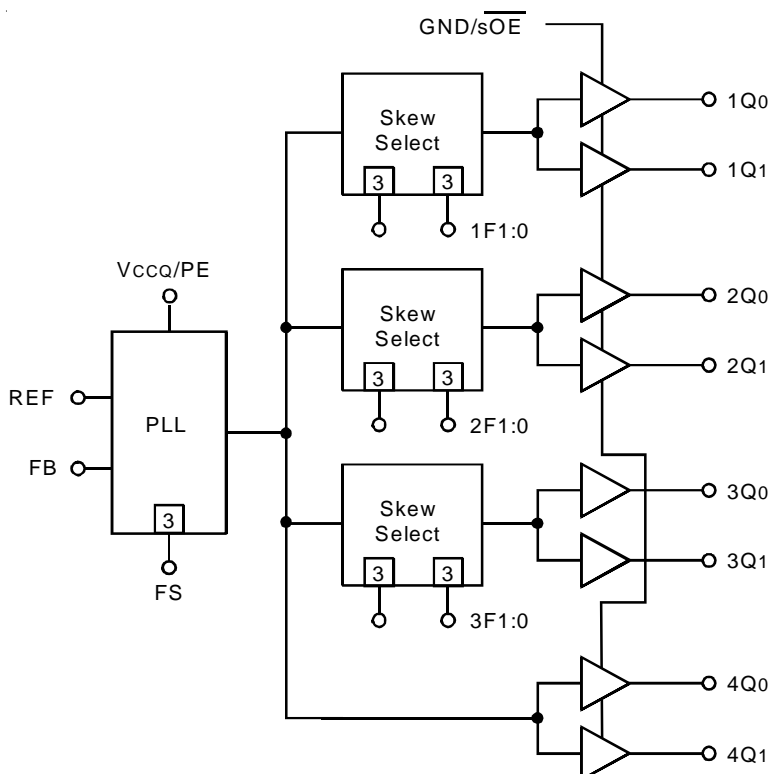 GND/sOE
Skew
Select
3 3
1F1:0
1Q0
1Q1
VCCQ/PE
REF
FB
PLL
3
FS
Skew
Select
3 3
2F1:0
2Q0
2Q1
Skew
Select
3 3
3F1:0
3Q0
3Q1
4Q0
4Q1